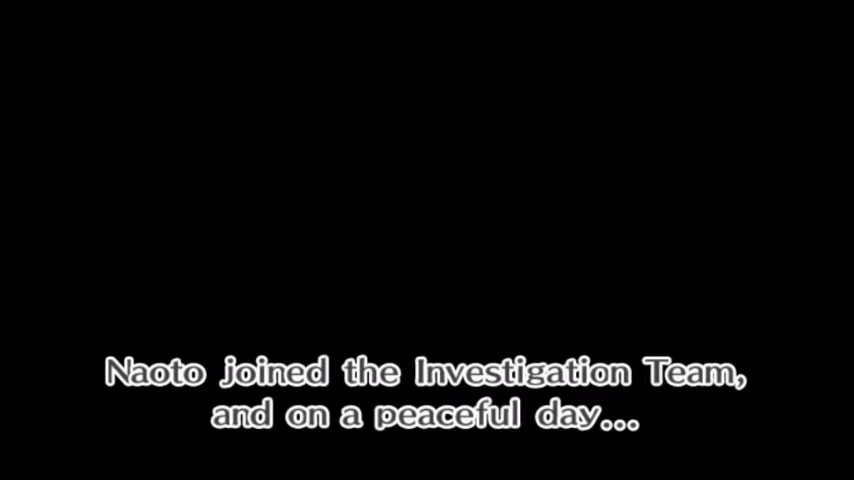 Naoto joined the Investigation Team,
and on a peaceful day...